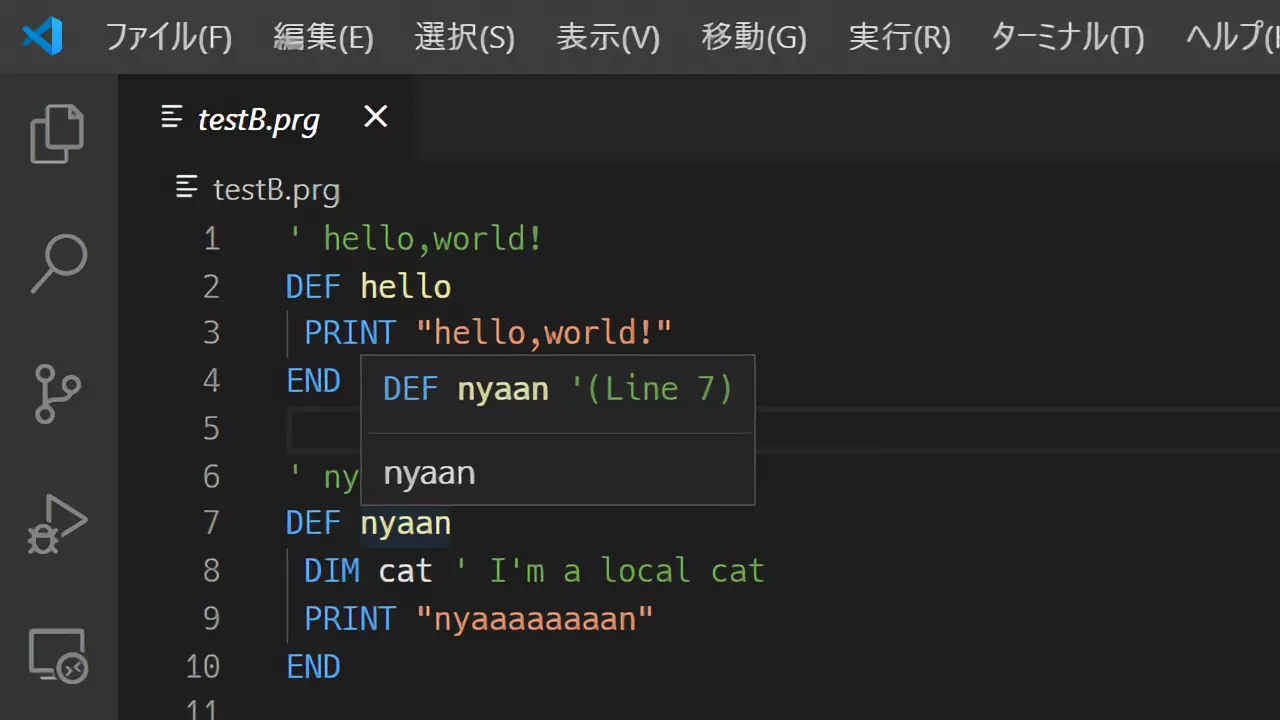 ファイル(F) 編集(E) 選択(S) 表示(V) 移動(G) 実行(R) ターミナル(T) ヘルプ(
testB.prg
testB.prg
1 ' hello,world!
2 DEF hello
3 PRINT "hello,world!"
4 END
DEF nyaan '(Line 7)
5
nyaan
6 ' ny
7 DEF nyaan
8 DIM cat ' I'm a local cat
9 PRINT "nyaaaaaaaan"
10 END
11